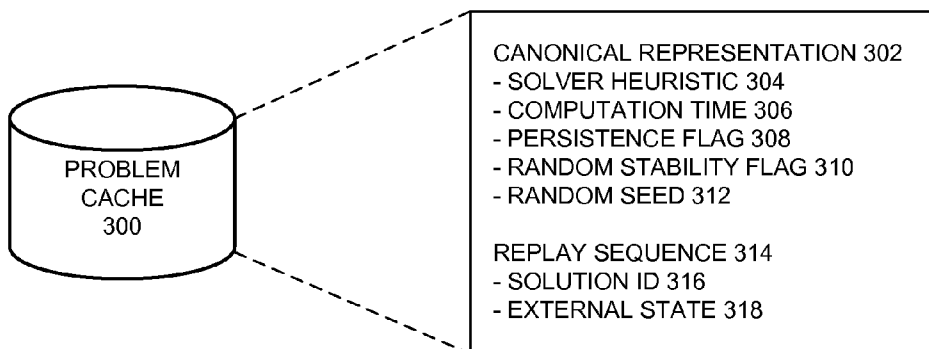 PROBLEM
CACHE
300
CANONICAL REPRESENTATION 302
- SOLVER HEURISTIC 304
- COMPUTATION TIME 306
- PERSISTENCE FLAG 308
- RANDOM STABILITY FLAG 310
- RANDOM SEED 312
REPLAY SEQUENCE 314
- SOLUTION ID 316
- EXTERNAL STATE 318